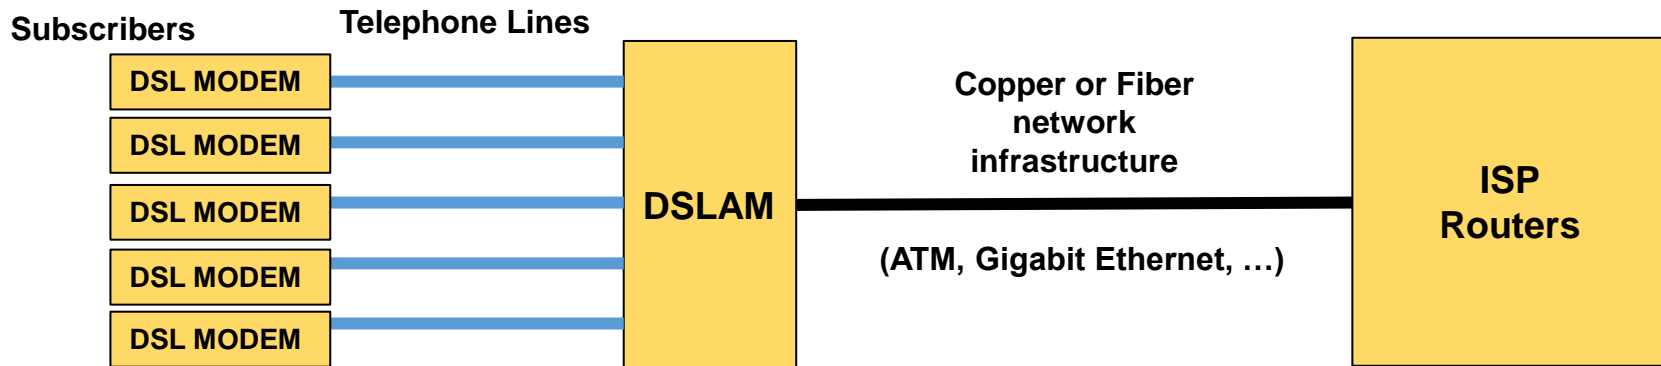 Subscribers
Telephone Lines
DSL MODEM
DSL MODEM
DSL MODEM
DSL MODEM
DSL MODEM
DSLAM
Copper or Fiber
network
infrastructure
(ATM, Gigabit Ethernet, …)
ISP
Routers